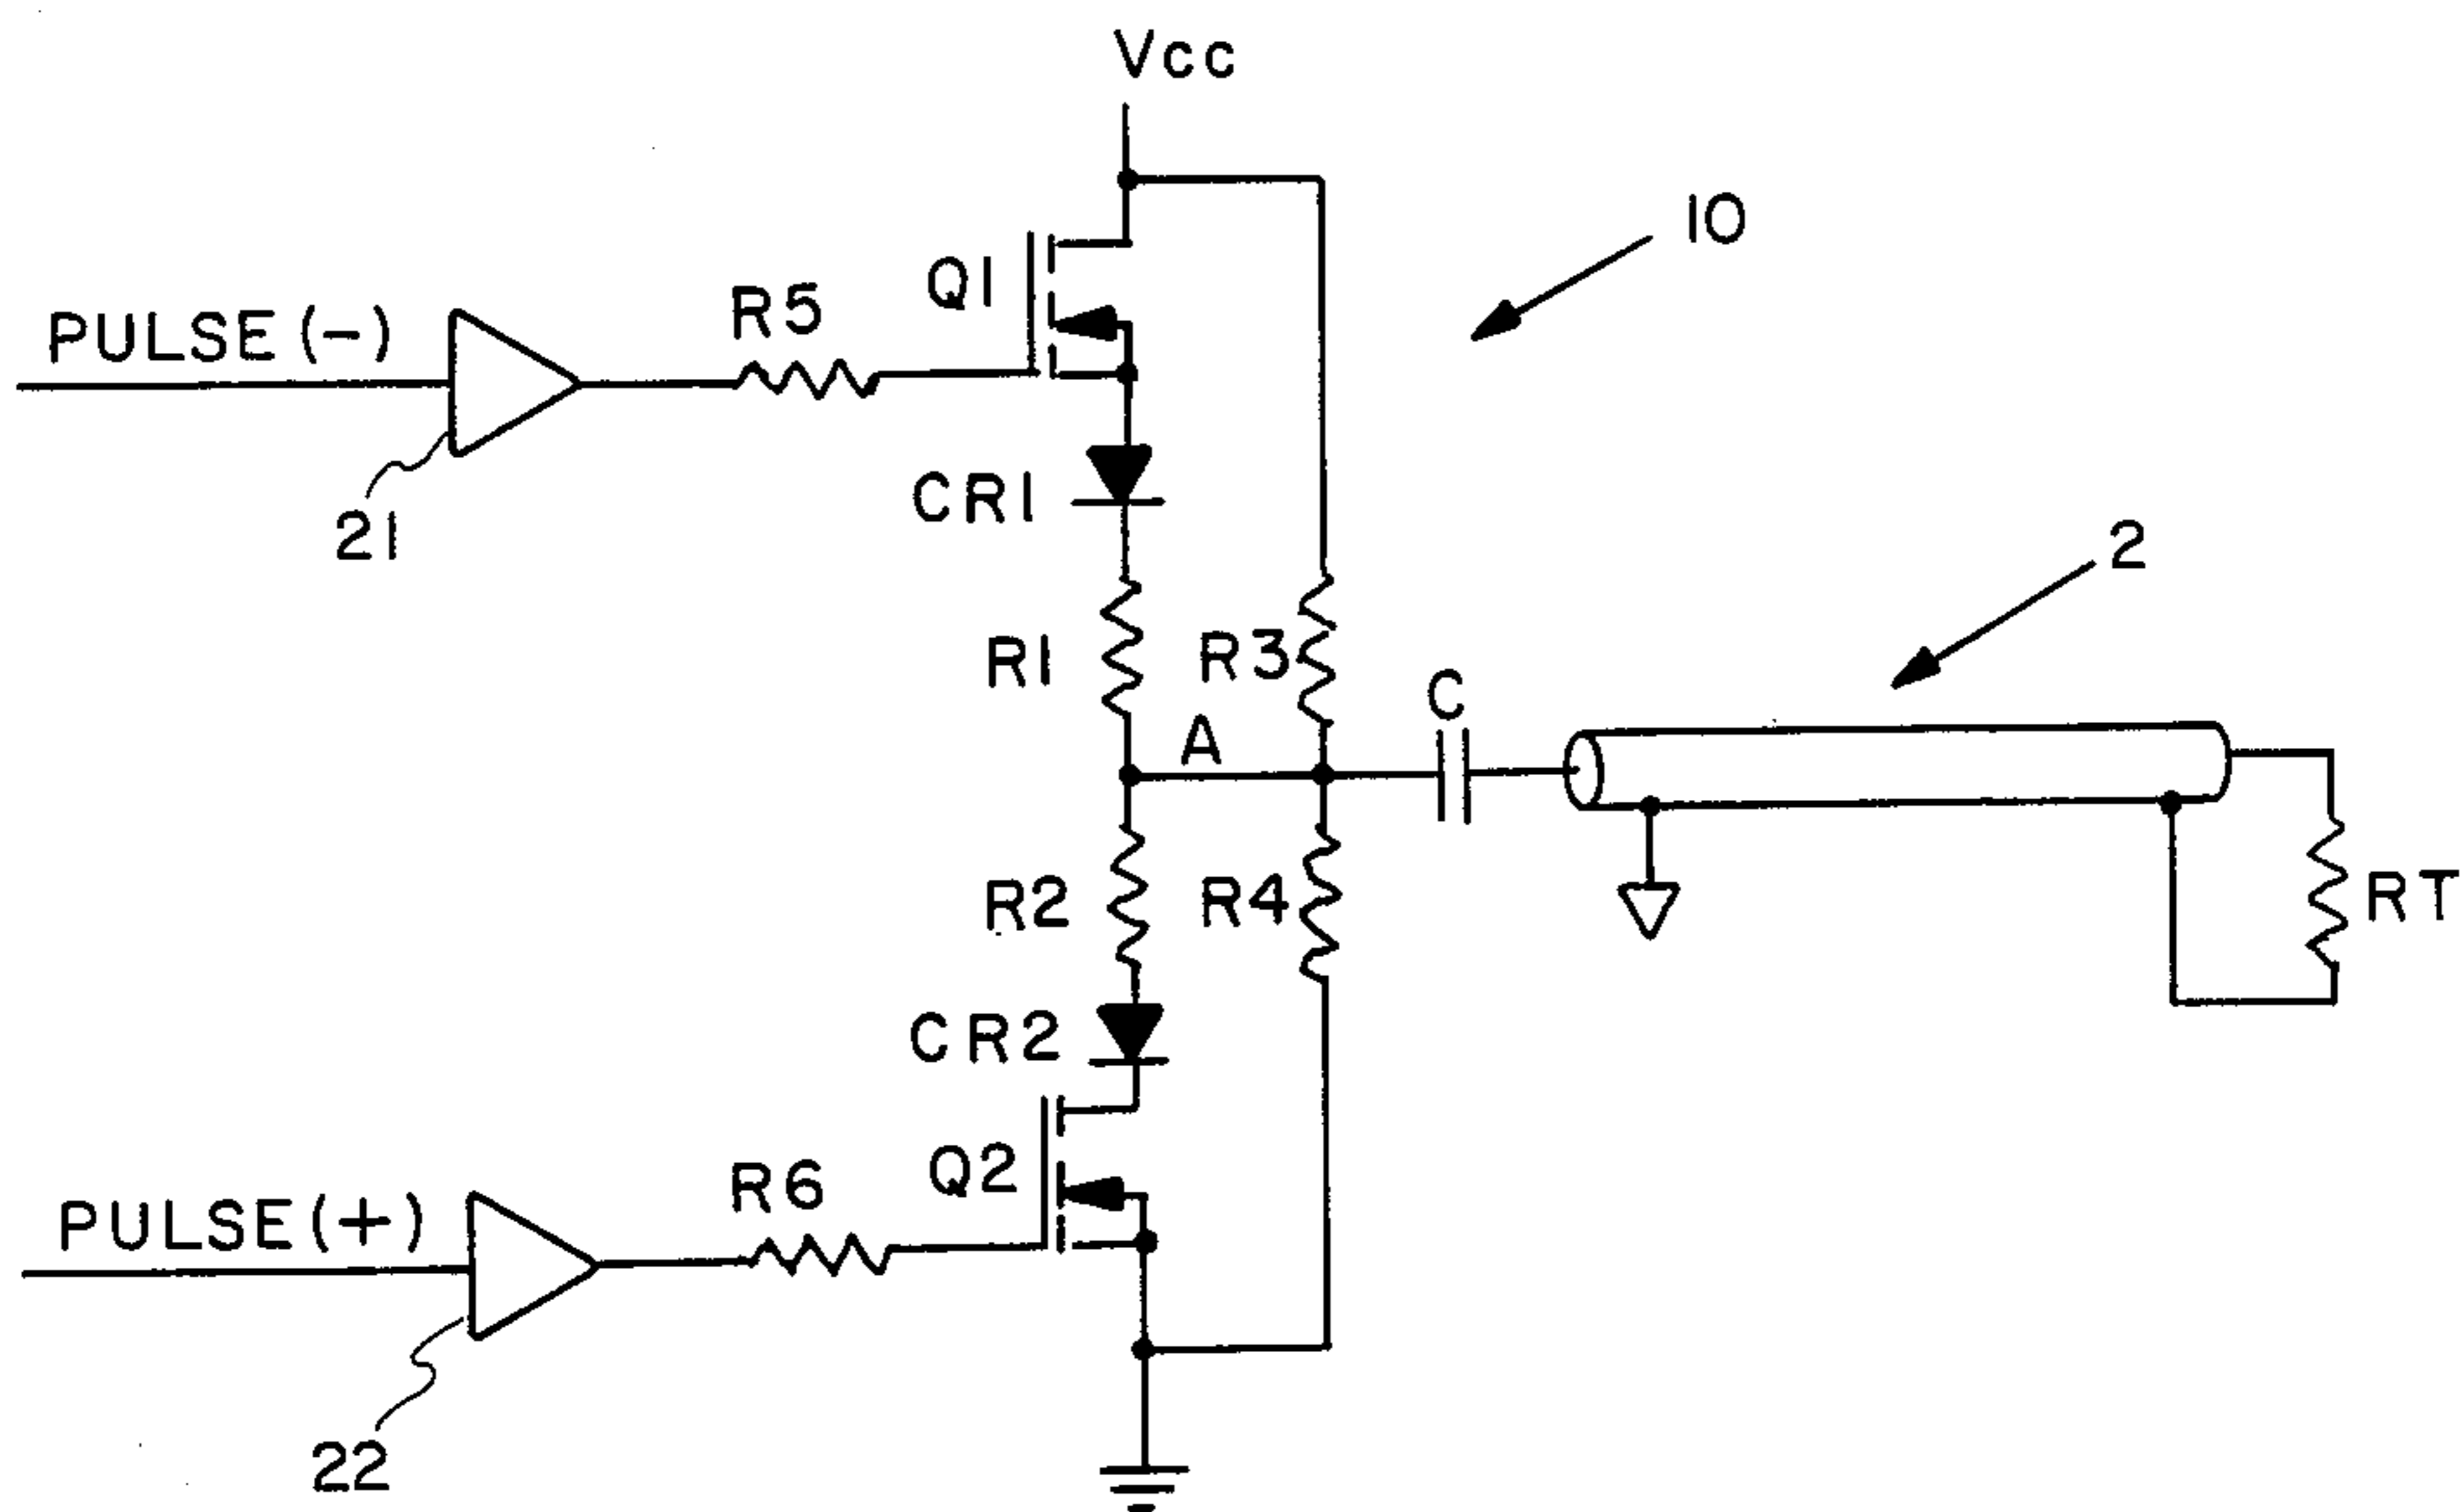 Vcc
10
Q1
R5
PULSE (-)
CR1
21
2
R1
R3
C
A
R2
R4
RT
CR2
Q2
R6
PULSE(+)
22